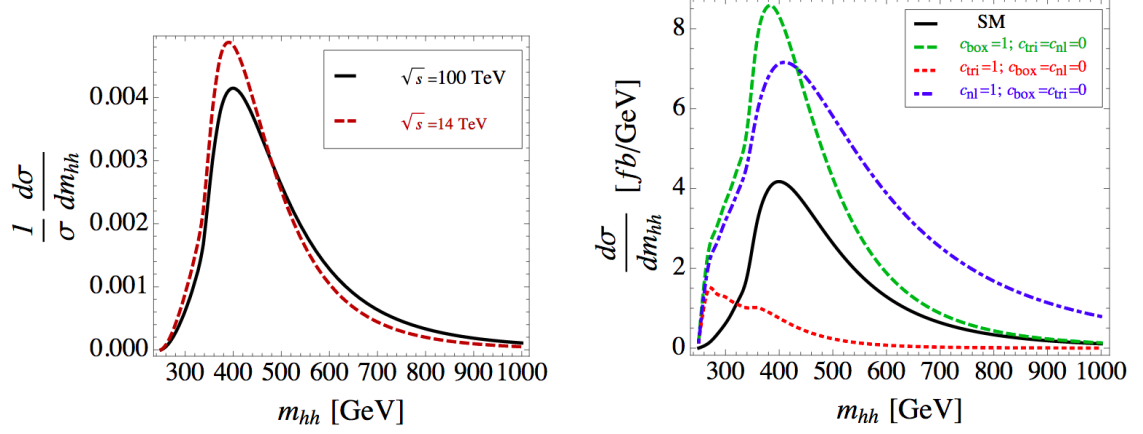 0.004
0.003
0.002
0.001
0.000
300 400 500 600 700 800 900 1000
m_hh [GeV]
1/σ dσ/dm_hh
√s =100 TeV
√s =14 TeV
8
6
4
2
0
300 400 500 600 700 800 900 1000
m_hh [GeV]
dσ/dm_hh [fb/GeV]
SM
c_box=1; c_tri=c_nl=0
c_tri=1; c_box=c_nl=0
c_nl=1; c_box=c_tri=0